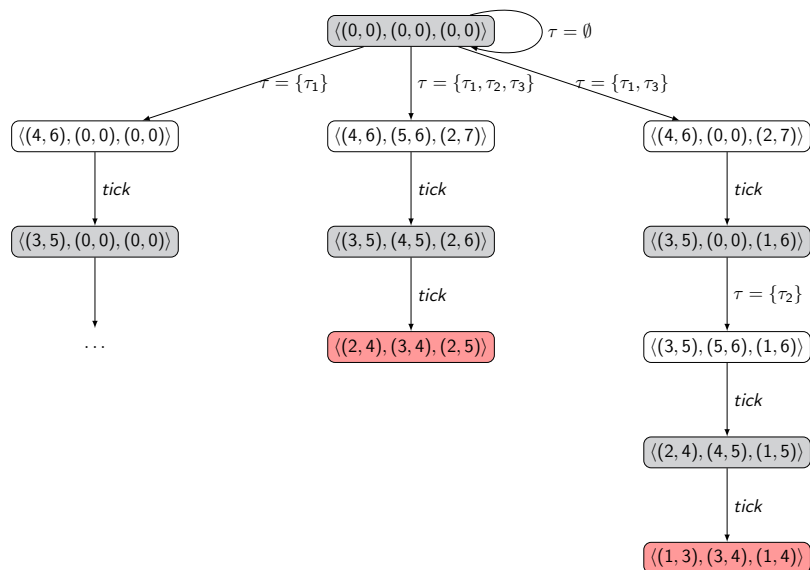 ⟨(0, 0), (0, 0), (0, 0)⟩
τ = ∅
τ = {τ₁}
τ = {τ₁, τ₂, τ₃}
τ = {τ₁, τ₃}
⟨(4, 6), (0, 0), (0, 0)⟩
⟨(4, 6), (5, 6), (2, 7)⟩
⟨(4, 6), (0, 0), (2, 7)⟩
tick
tick
tick
⟨(3, 5), (0, 0), (0, 0)⟩
⟨(3, 5), (4, 5), (2, 6)⟩
⟨(3, 5), (0, 0), (1, 6)⟩
tick
τ = {τ₂}
...
⟨(2, 4), (3, 4), (2, 5)⟩
⟨(3, 5), (5, 6), (1, 6)⟩
tick
⟨(2, 4), (4, 5), (1, 5)⟩
tick
⟨(1, 3), (3, 4), (1, 4)⟩